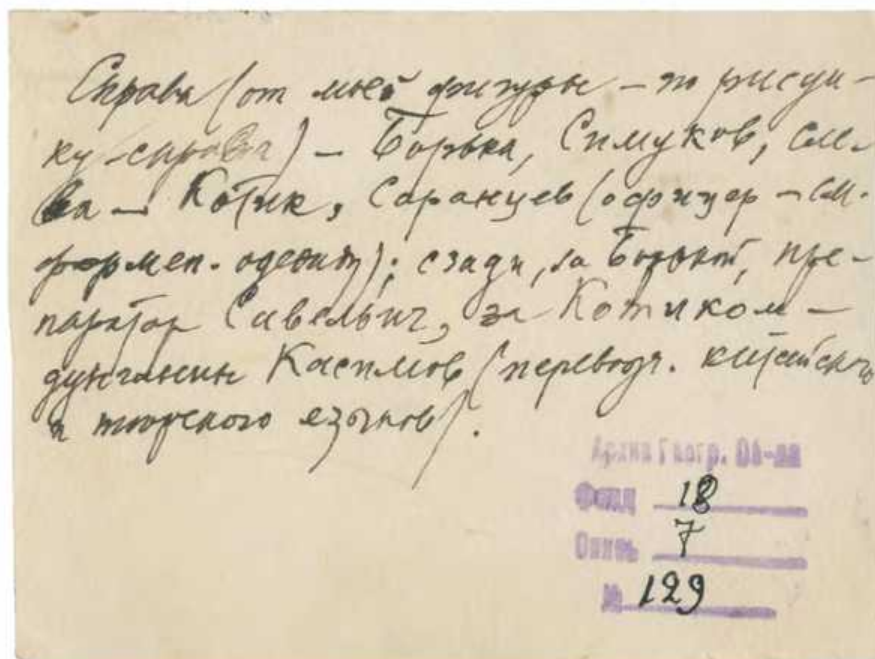 Справа (от моей фигуры – по рисун-
ку справа) – Борька, Симуков, сле-
ва – Котик, Саранцев (офицер – см.
формен. одежду); сзади, за Борькой, пре-
паратор Савельич, за Котиком –
дунганин Касимов (переводч. китайского
и тюркского языков).
Архив Геогр. Об-ва
Фонд 18
Опись 7
№ 129